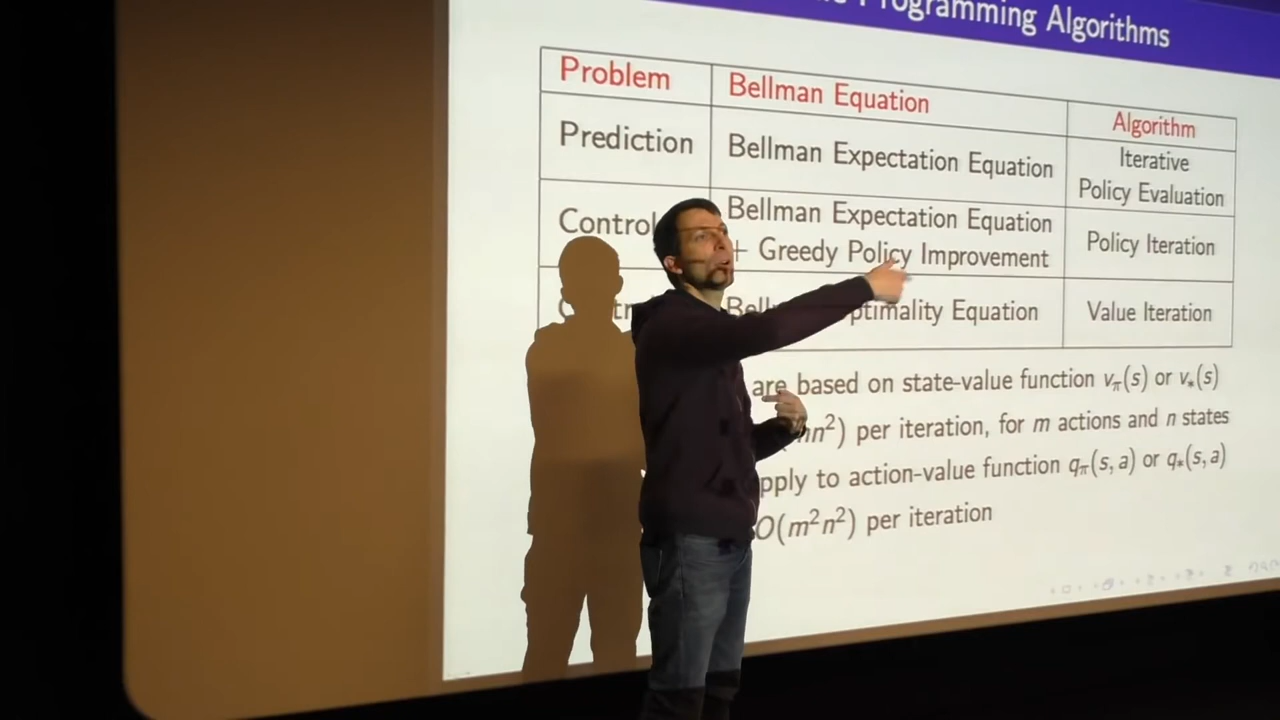 Programming Algorithms
Problem
Bellman Equation
Algorithm
Prediction
Bellman Expectation Equation
Iterative
Policy Evaluation
Control
Bellman Expectation Equation
+ Greedy Policy Improvement
Policy Iteration
Equation
Value Iteration
are based on state-value function vπ(s) or v*(s)
per iteration, for m actions and n states
to action-value function qπ(s, a) or q*(s, a)
O(m²n²) per iteration